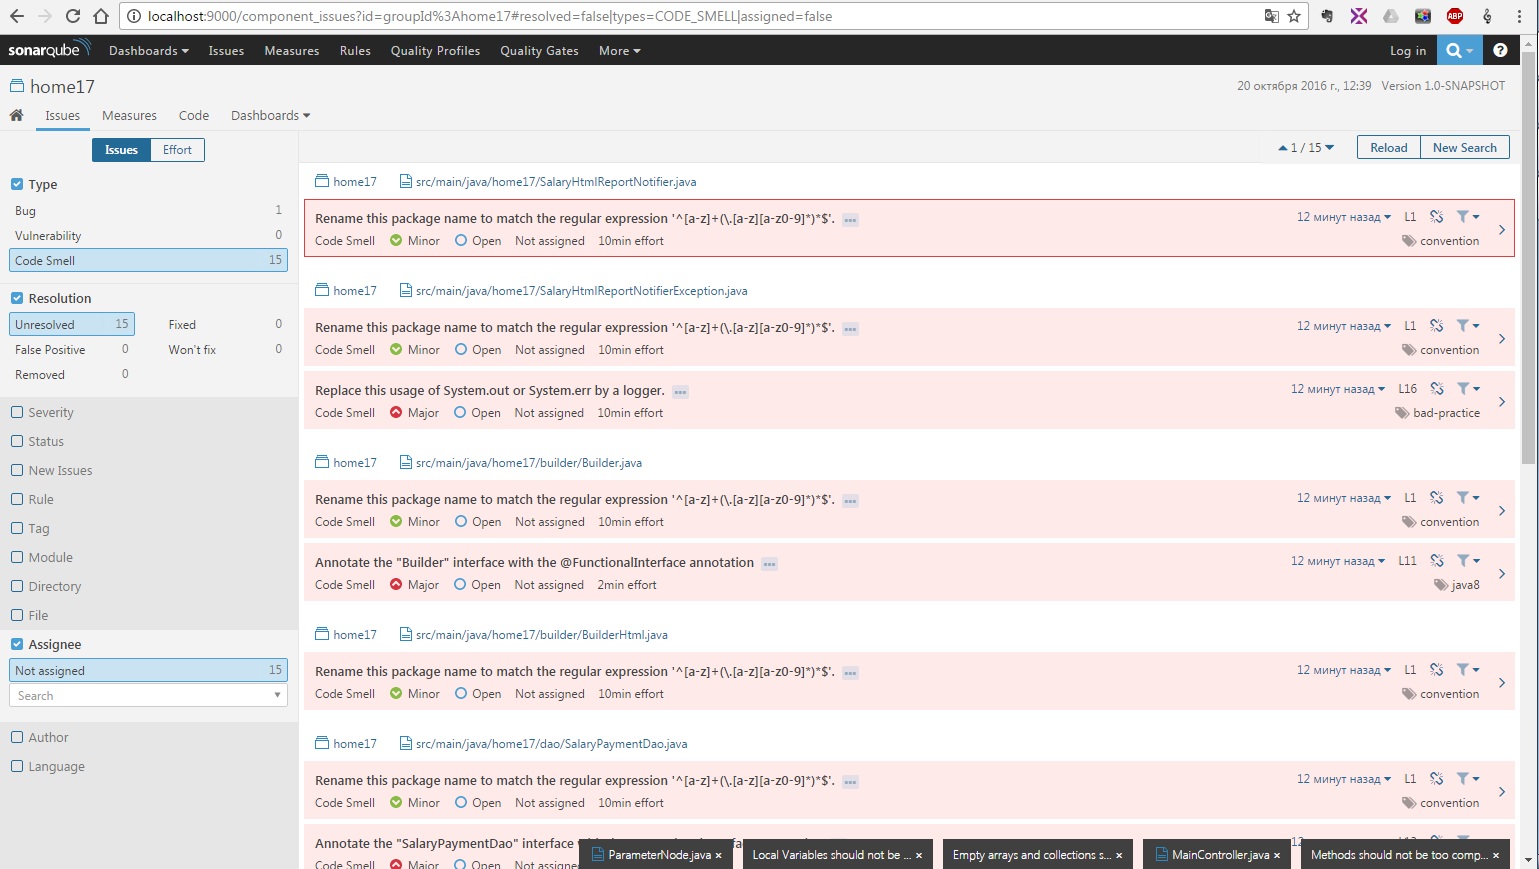 localhost:9000/component_issues?id=groupId%3Ahome17#resolved=false|types=CODE_SMELL|assigned=false
ABP
sonarqube Dashboards Issues Measures Rules Quality Profiles Quality Gates More Log in ?
home17
20 октября 2016 г., 12:39 Version 1.0-SNAPSHOT
Issues Measures Code Dashboards
Issues Effort
1 / 15 Reload New Search
Type
Bug 1
Vulnerability 0
Code Smell 15
Resolution
Unresolved 15 Fixed 0
False Positive 0 Won't fix 0
Removed 0
Severity
Status
New Issues
Rule
Tag
Module
Directory
File
Assignee
Not assigned 15
Search
Author
Language
home17 src/main/java/home17/SalaryHtmlReportNotifier.java
Rename this package name to match the regular expression '^[a-z]+(\.[a-z][a-z0-9]*)*$'. ... 12 минут назад L1
Code Smell Minor Open Not assigned 10min effort convention
home17 src/main/java/home17/SalaryHtmlReportNotifierException.java
Rename this package name to match the regular expression '^[a-z]+(\.[a-z][a-z0-9]*)*$'. ... 12 минут назад L1
Code Smell Minor Open Not assigned 10min effort convention
Replace this usage of System.out or System.err by a logger. ... 12 минут назад L16
Code Smell Major Open Not assigned 10min effort bad-practice
home17 src/main/java/home17/builder/Builder.java
Rename this package name to match the regular expression '^[a-z]+(\.[a-z][a-z0-9]*)*$'. ... 12 минут назад L1
Code Smell Minor Open Not assigned 10min effort convention
Annotate the "Builder" interface with the @FunctionalInterface annotation ... 12 минут назад L11
Code Smell Major Open Not assigned 2min effort java8
home17 src/main/java/home17/builder/BuilderHtml.java
Rename this package name to match the regular expression '^[a-z]+(\.[a-z][a-z0-9]*)*$'. ... 12 минут назад L1
Code Smell Minor Open Not assigned 10min effort convention
home17 src/main/java/home17/dao/SalaryPaymentDao.java
Rename this package name to match the regular expression '^[a-z]+(\.[a-z][a-z0-9]*)*$'. ... 12 минут назад L1
Code Smell Minor Open Not assigned 10min effort convention
Annotate the "SalaryPaymentDao" interface
Code Smell Major Open Not
ParameterNode.java × Local Variables should not be ... × Empty arrays and collections s... × MainController.java × Methods should not be too comp... ×